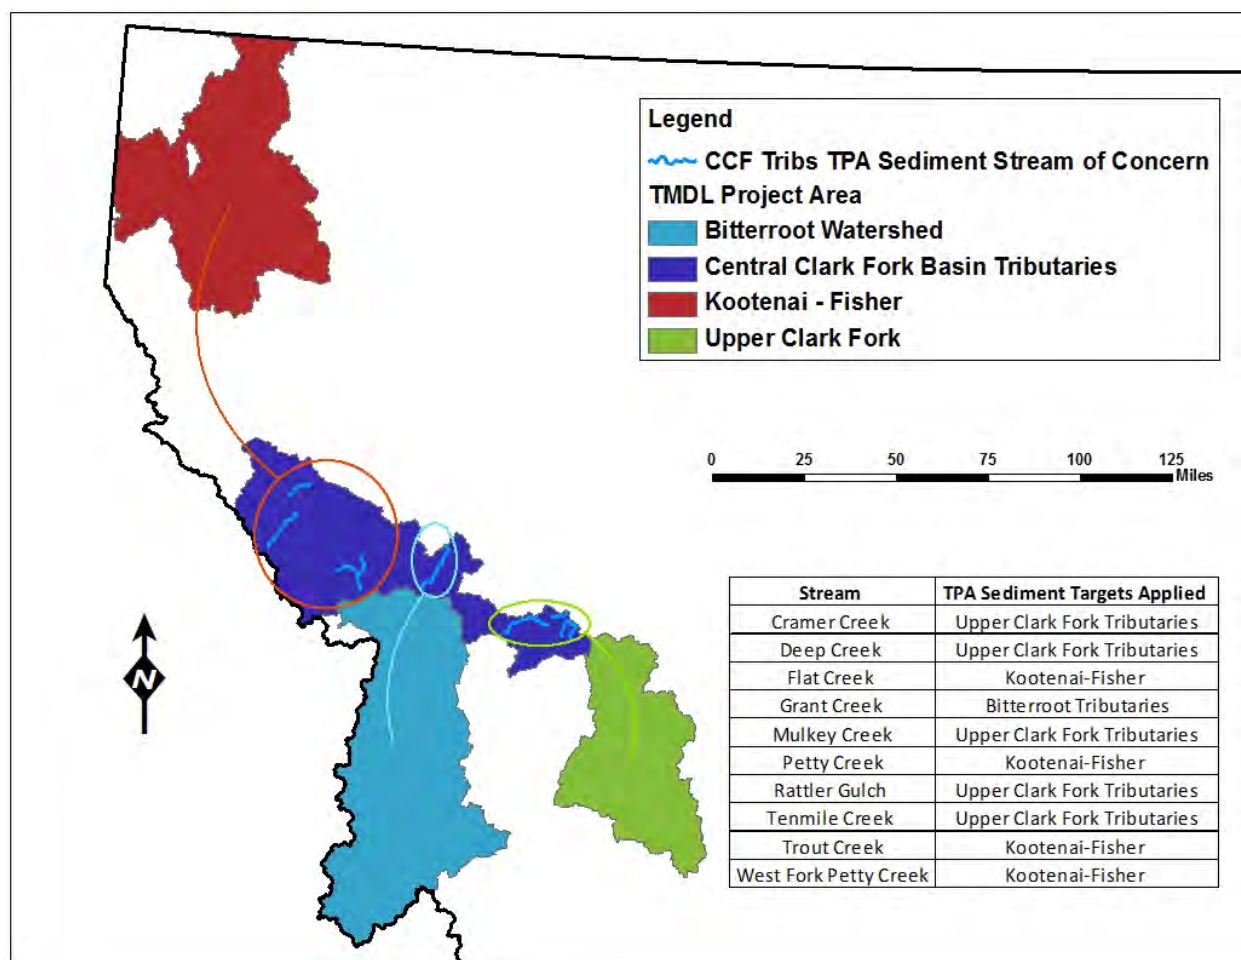 Legend
CCF Tribs TPA Sediment Stream of Concern
TMDL Project Area
Bitterroot Watershed
Central Clark Fork Basin Tributaries
Kootenai - Fisher
Upper Clark Fork
0 25 50 75 100 125
Miles
N
Stream TPA Sediment Targets Applied
Cramer Creek Upper Clark Fork Tributaries
Deep Creek Upper Clark Fork Tributaries
Flat Creek Kootenai-Fisher
Grant Creek Bitterroot Tributaries
Mulkey Creek Upper Clark Fork Tributaries
Petty Creek Kootenai-Fisher
Rattler Gulch Upper Clark Fork Tributaries
Tenmile Creek Upper Clark Fork Tributaries
Trout Creek Kootenai-Fisher
West Fork Petty Creek Kootenai-Fisher